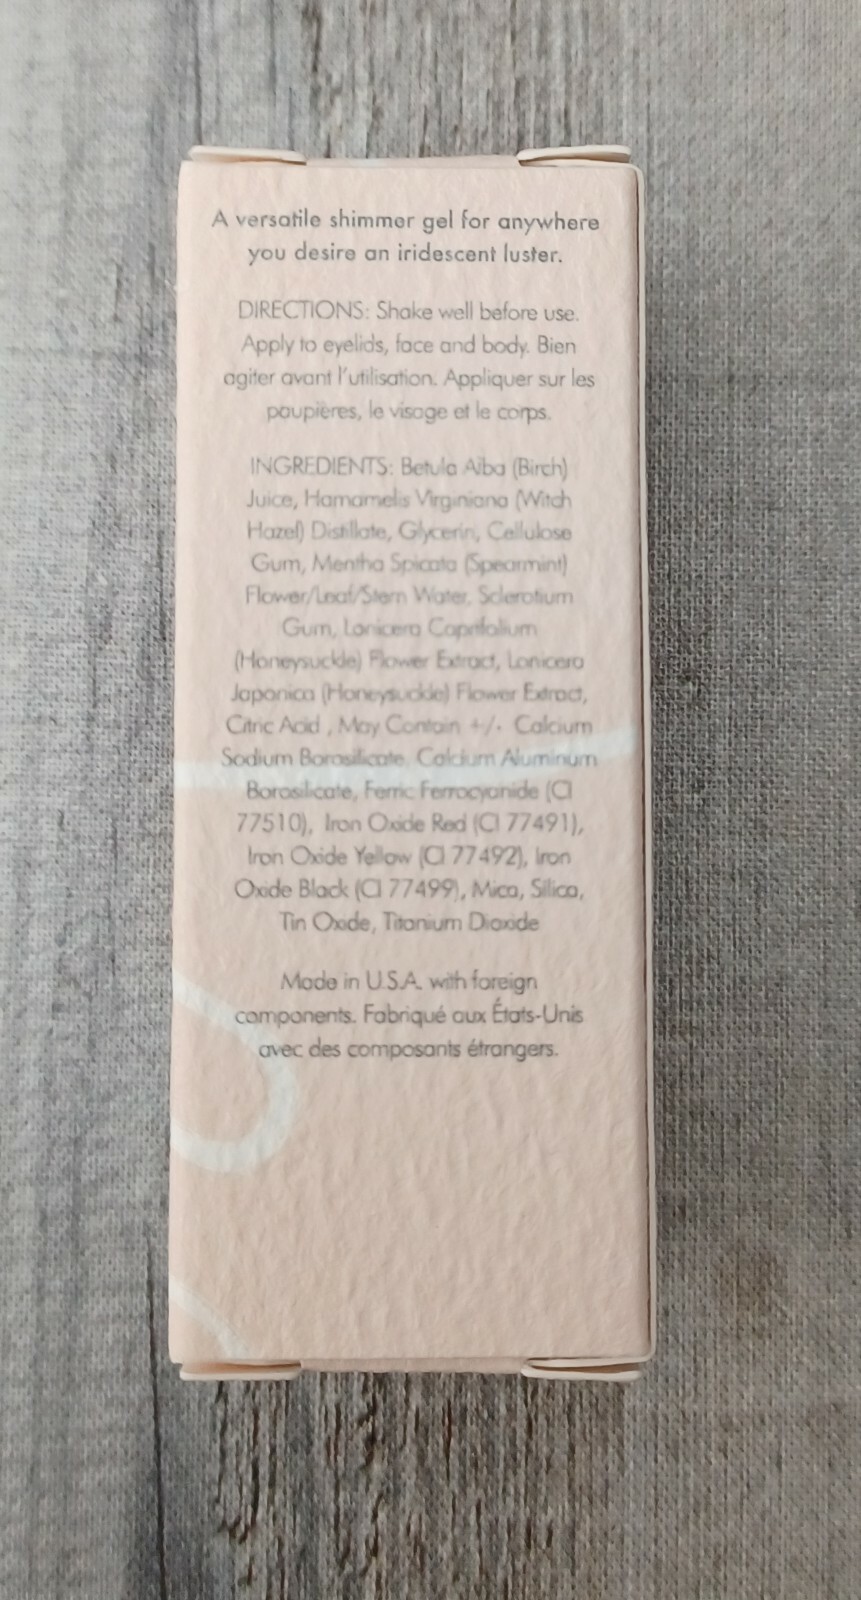 A versatile shimmer gel for anywhere
you desire an iridescent luster.
DIRECTIONS: Shake well before use.
Apply to eyelids, face and body. Bien
agiter avant l'utilisation. Appliquer sur les
paupières, le visage et le corps.
INGREDIENTS: Betula Alba (Birch)
Juice, Hamamelis Virginiana (Witch
Hazel) Distillate, Glycerin, Cellulose
Gum, Mentha Spicata (Spearmint)
Flower/Leaf/Stem Water, Sclerotium
Gum, Lonicera Caprifolium
(Honeysuckle) Flower Extract, Lonicera
Japonica (Honeysuckle) Flower Extract,
Citric Acid , May Contain +/- Calcium
Sodium Borosilicate, Calcium Aluminum
Borosilicate, Ferric Ferrocyanide (CI
77510), Iron Oxide Red (CI 77491),
Iron Oxide Yellow (CI 77492), Iron
Oxide Black (CI 77499), Mica, Silica,
Tin Oxide, Titanium Dioxide
Made in U.S.A. with foreign
components. Fabriqué aux États-Unis
avec des composants étrangers.